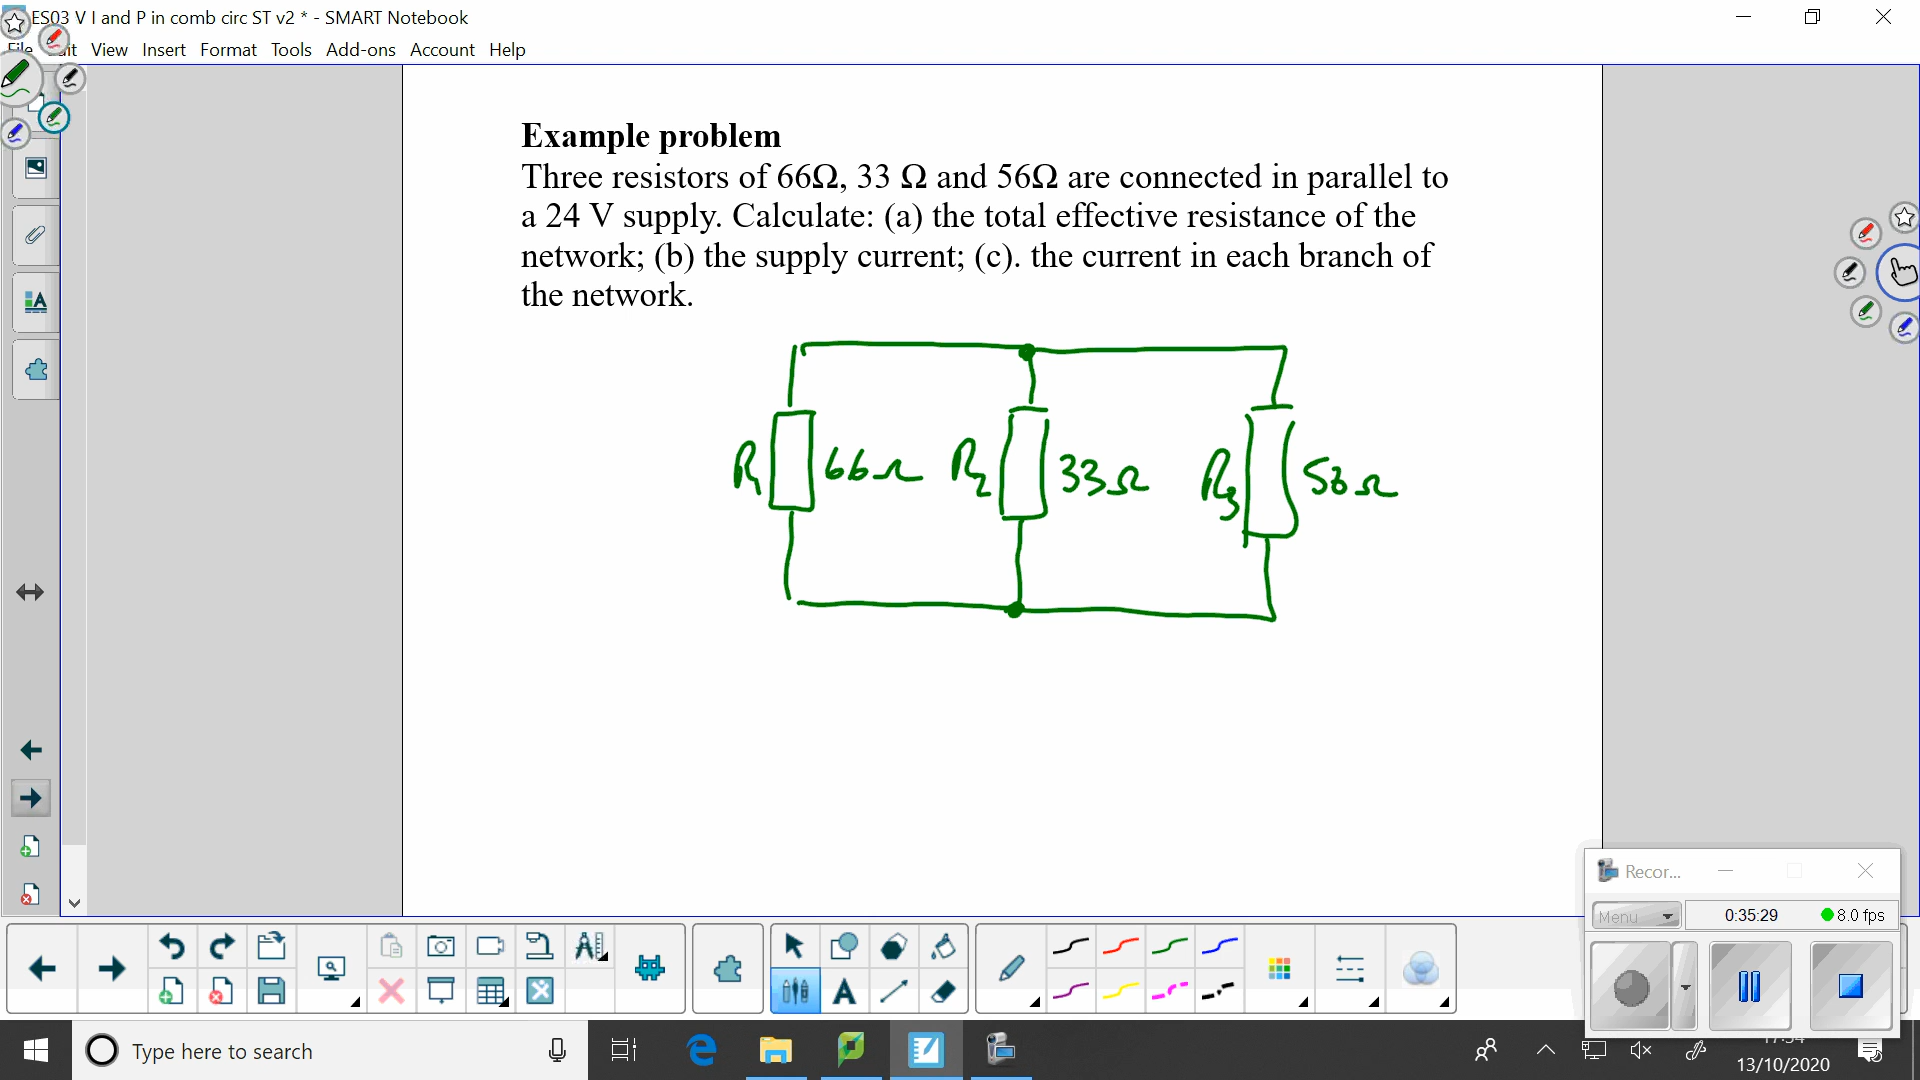 ES03 V I and P in comb circ ST v2 * - SMART Notebook
View Insert Format Tools Add-ons Account Help
Example problem
Three resistors of 66Ω, 33 Ω and 56Ω are connected in parallel to
a 24 V supply. Calculate: (a) the total effective resistance of the
network; (b) the supply current; (c). the current in each branch of
the network.
R1 66Ω R2 33Ω R3 56Ω
Recor...
Menu 0:35:29 8.0 fps
Type here to search
13/10/2020